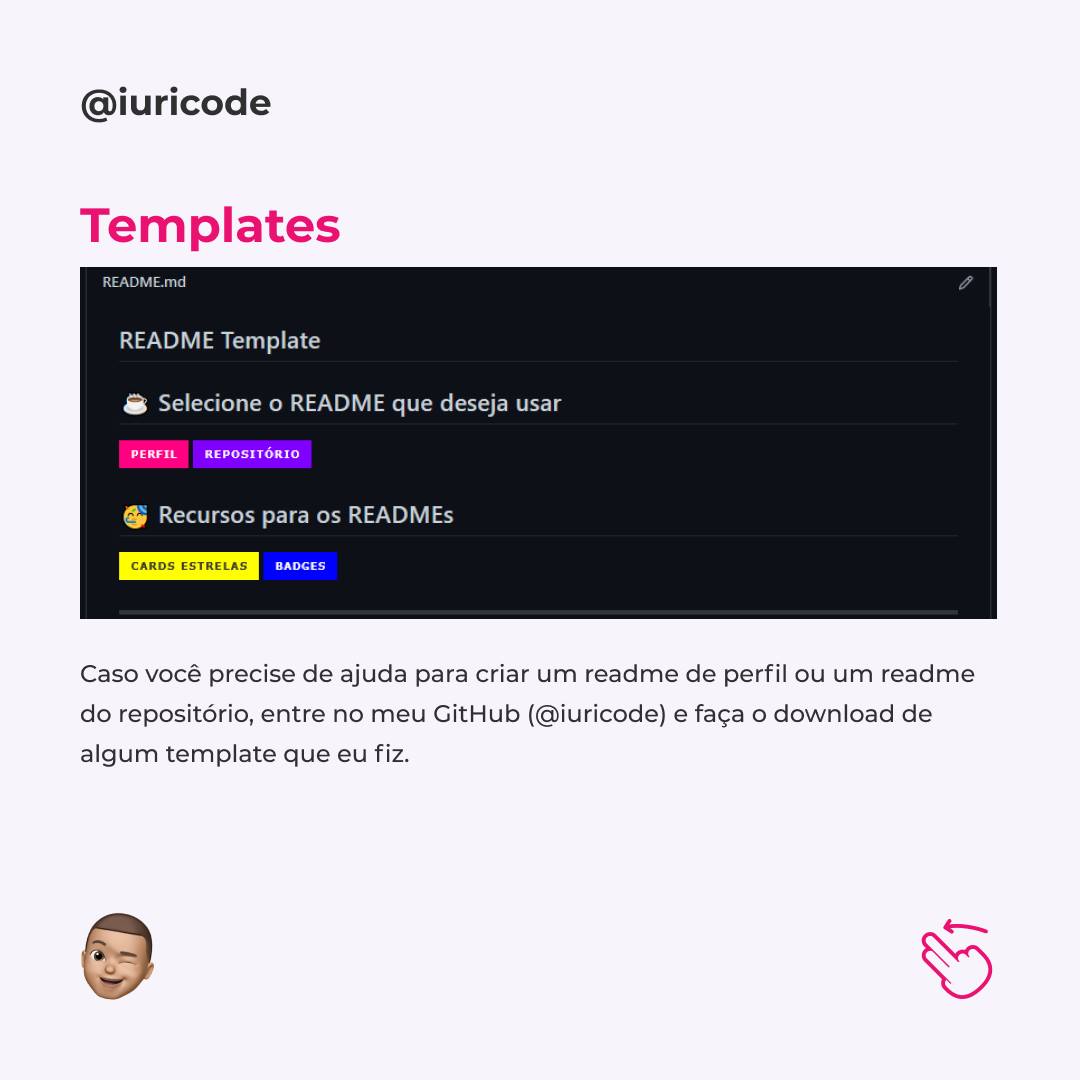 @iuricode
Templates
README.md
README Template
☕ Selecione o README que deseja usar
PERFIL REPOSITÓRIO
🥳 Recursos para os READMEs
CARDS ESTRELAS BADGES
Caso você precise de ajuda para criar um readme de perfil ou um readme
do repositório, entre no meu GitHub (@iuricode) e faça o download de
algum template que eu fiz.